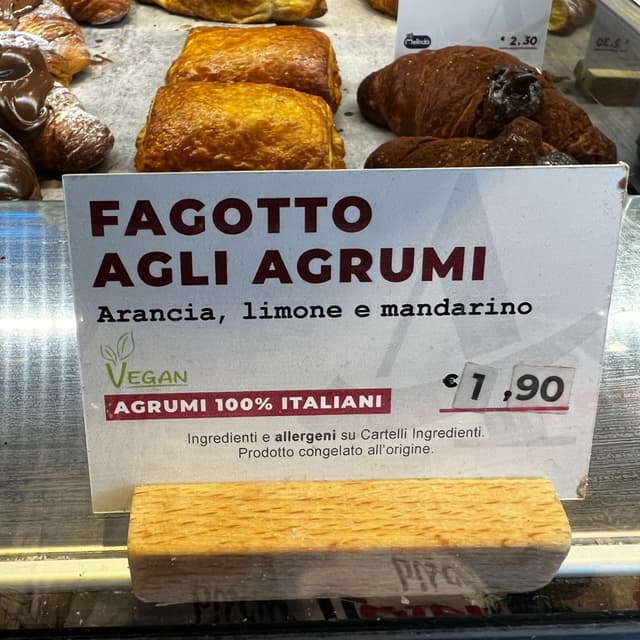 Melinda
€ 2.30
FAGOTTO
AGLI AGRUMI
Arancia, limone e mandarino
VEGAN
€ 1,90
AGRUMI 100% ITALIANI
Ingredienti e allergeni su Cartelli Ingredienti.
Prodotto congelato all'origine.